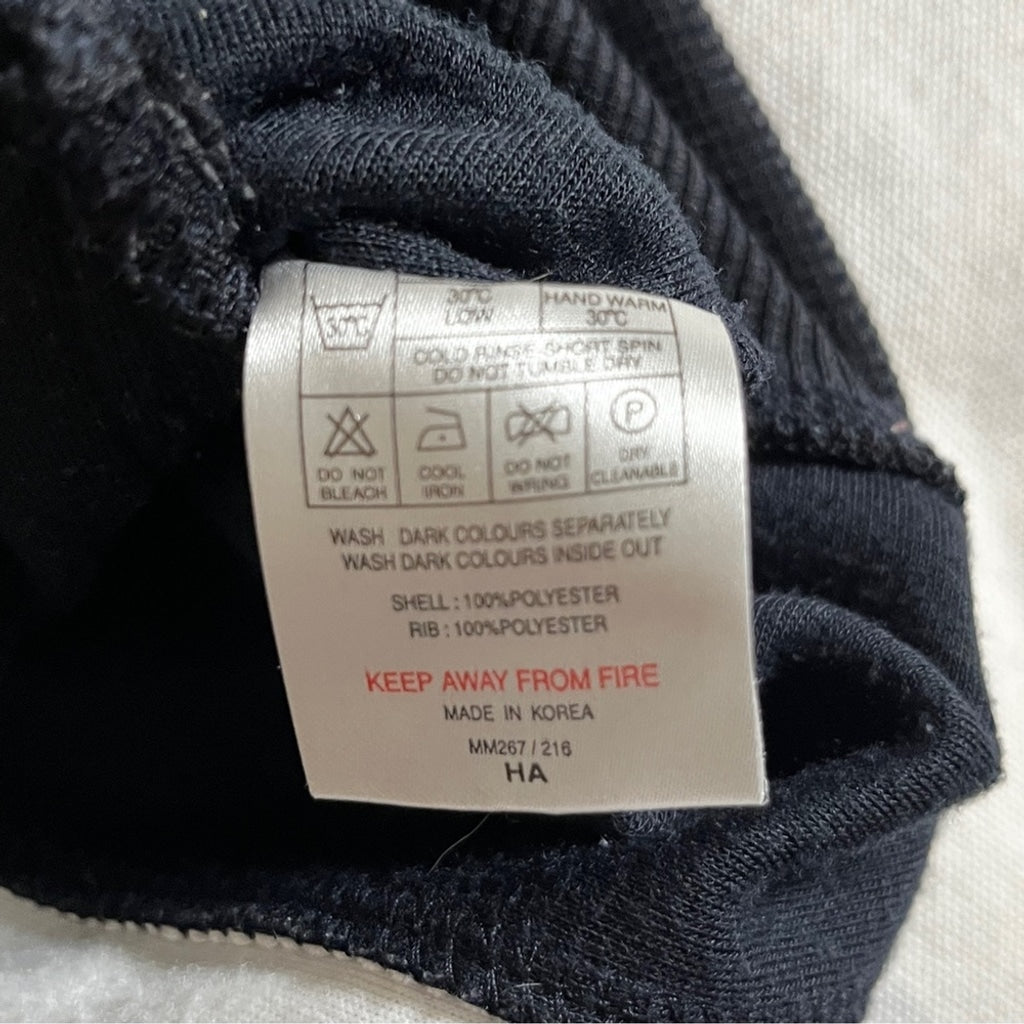 30°C
30°C
LOW
HAND WARM
30°C
COLD RINSE SHORT SPIN
DO NOT TUMBLE DRY
DO NOT
BLEACH
COOL
IRON
DO NOT
WRING
P
DRY
CLEANABLE
WASH DARK COLOURS SEPARATELY
WASH DARK COLOURS INSIDE OUT
SHELL : 100%POLYESTER
RIB : 100%POLYESTER
KEEP AWAY FROM FIRE
MADE IN KOREA
MM267 / 216
HA